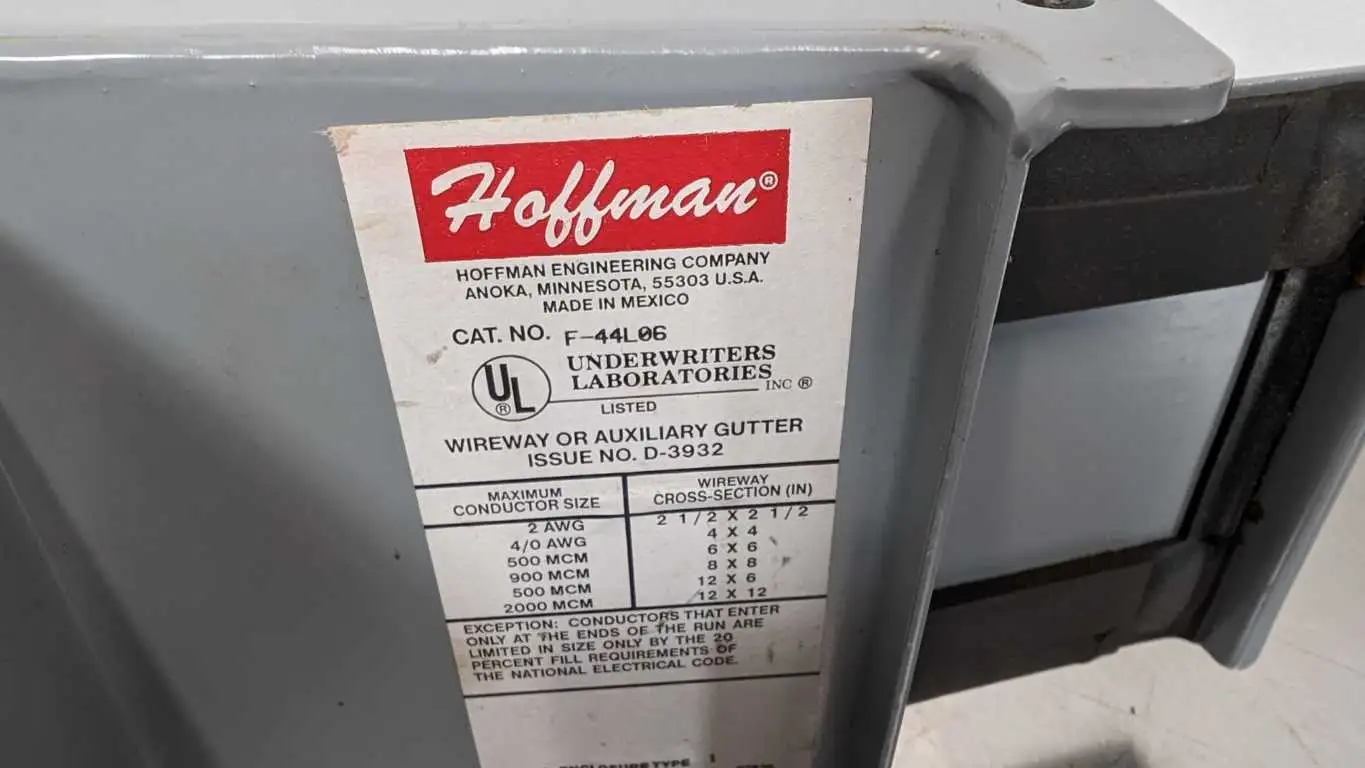 Hoffman®
HOFFMAN ENGINEERING COMPANY
ANOKA, MINNESOTA, 55303 U.S.A.
MADE IN MEXICO
CAT. NO. F-44L06
UL®
UNDERWRITERS
LABORATORIES INC ®
LISTED
WIREWAY OR AUXILIARY GUTTER
ISSUE NO. D-3932
MAXIMUM CONDUCTOR SIZE | WIREWAY CROSS-SECTION (IN)
2 AWG | 2 1/2 X 2 1/2
4/0 AWG | 4 X 4
500 MCM | 6 X 6
900 MCM | 8 X 8
500 MCM | 12 X 6
2000 MCM | 12 X 12
EXCEPTION: CONDUCTORS THAT ENTER
ONLY AT THE ENDS OF THE RUN ARE
LIMITED IN SIZE ONLY BY THE 20
PERCENT FILL REQUIREMENTS OF
THE NATIONAL ELECTRICAL CODE.
ENCLOSURE TYPE 1